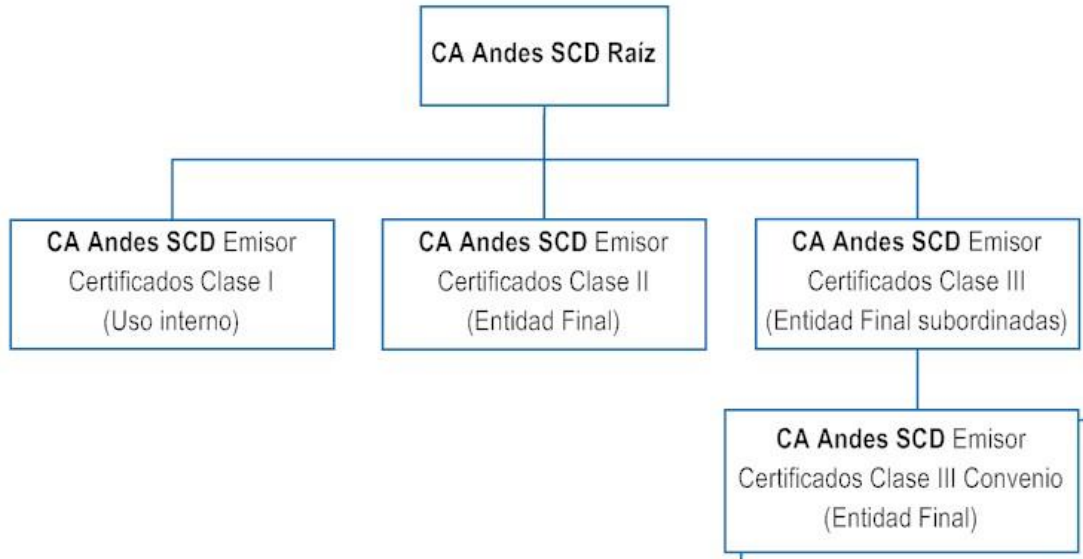 CA Andes SCD Raíz
CA Andes SCD Emisor
Certificados Clase I
(Uso interno)
CA Andes SCD Emisor
Certificados Clase II
(Entidad Final)
CA Andes SCD Emisor
Certificados Clase III
(Entidad Final subordinadas)
CA Andes SCD Emisor
Certificados Clase III Convenio
(Entidad Final)